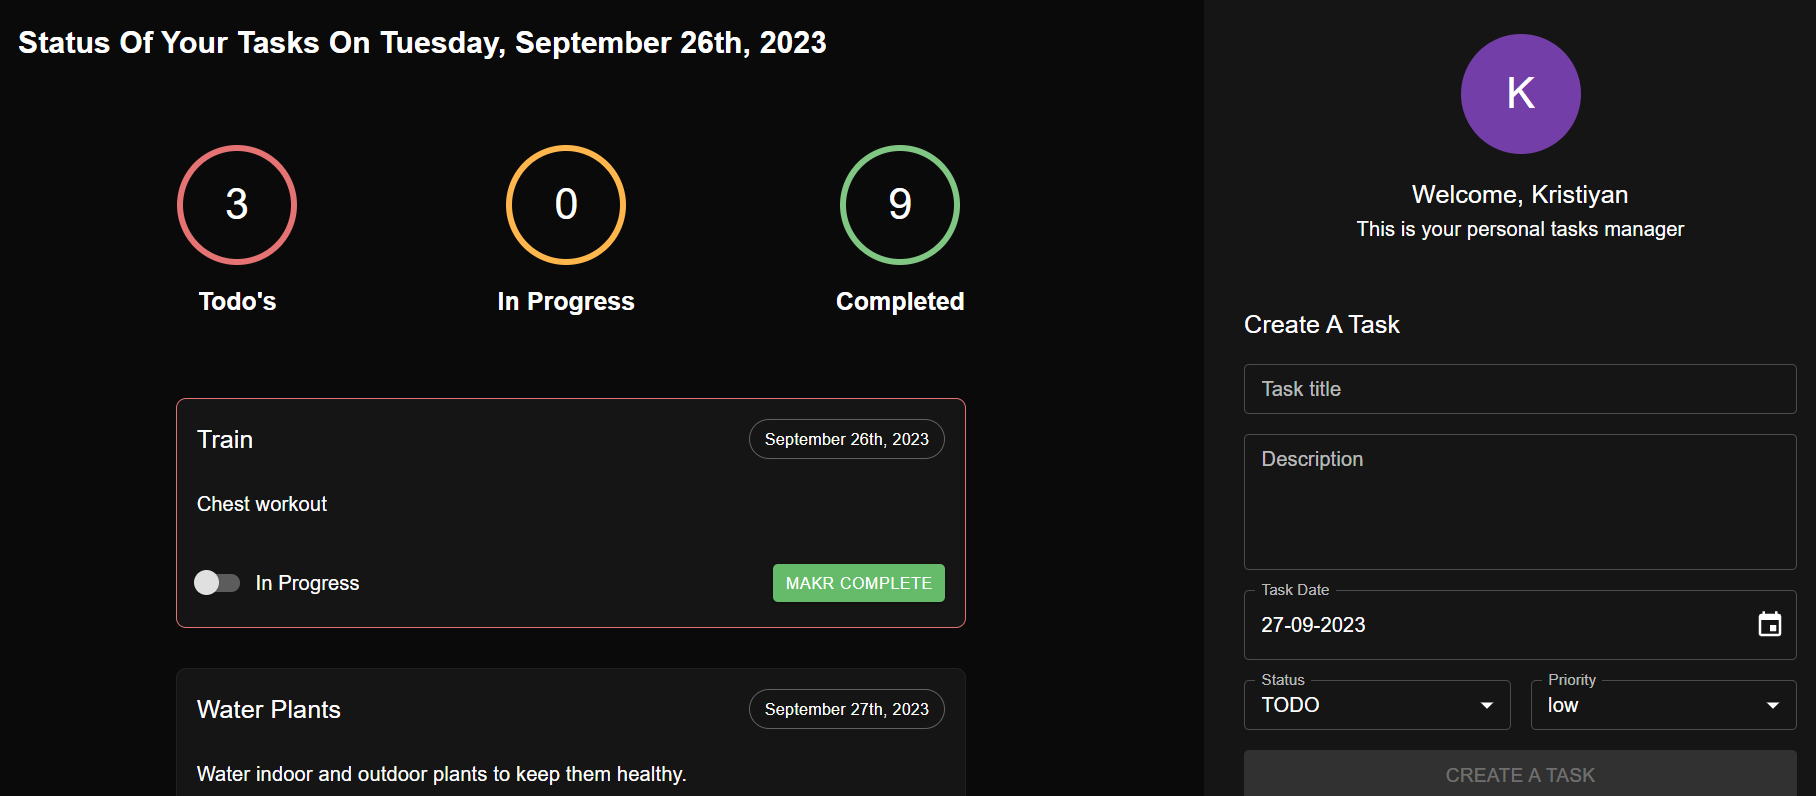 Status Of Your Tasks On Tuesday, September 26th, 2023
3
0
9
Todo's
In Progress
Completed
Train
September 26th, 2023
Chest workout
In Progress
MAKR COMPLETE
Water Plants
September 27th, 2023
Water indoor and outdoor plants to keep them healthy.
K
Welcome, Kristiyan
This is your personal tasks manager
Create A Task
Task title
Description
Task Date
27-09-2023
Status
TODO
Priority
low
CREATE A TASK